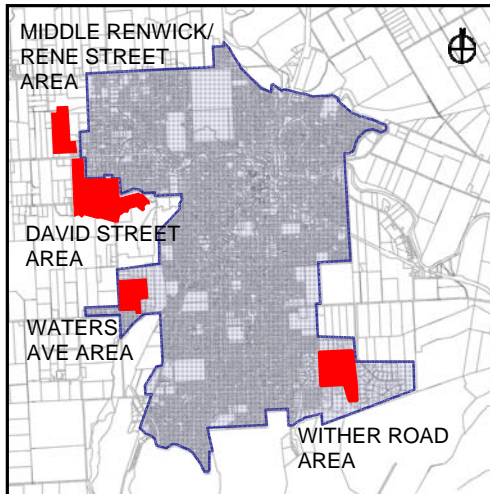 MIDDLE RENWICK/
RENE STREET
AREA
DAVID STREET
AREA
WATERS
AVE AREA
WITHER ROAD
AREA